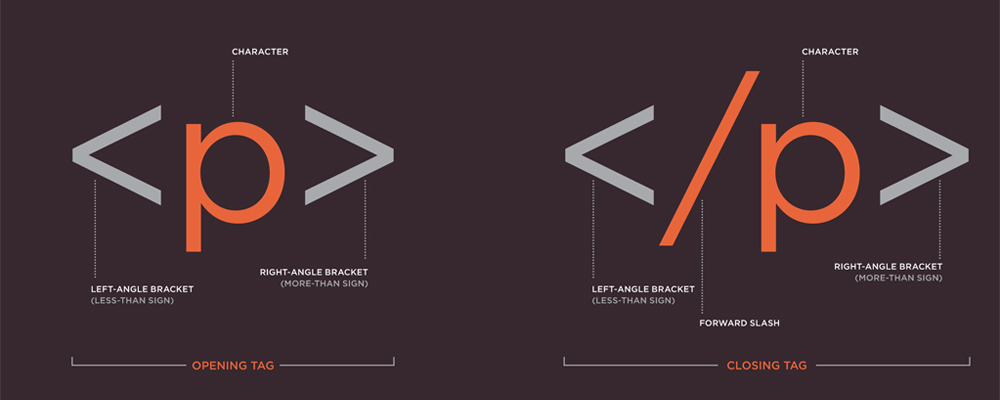 CHARACTER
<p>
LEFT-ANGLE BRACKET
(LESS-THAN SIGN)
RIGHT-ANGLE BRACKET
(MORE-THAN SIGN)
OPENING TAG
CHARACTER
</p>
LEFT-ANGLE BRACKET
(LESS-THAN SIGN)
RIGHT-ANGLE BRACKET
(MORE-THAN SIGN)
FORWARD SLASH
CLOSING TAG